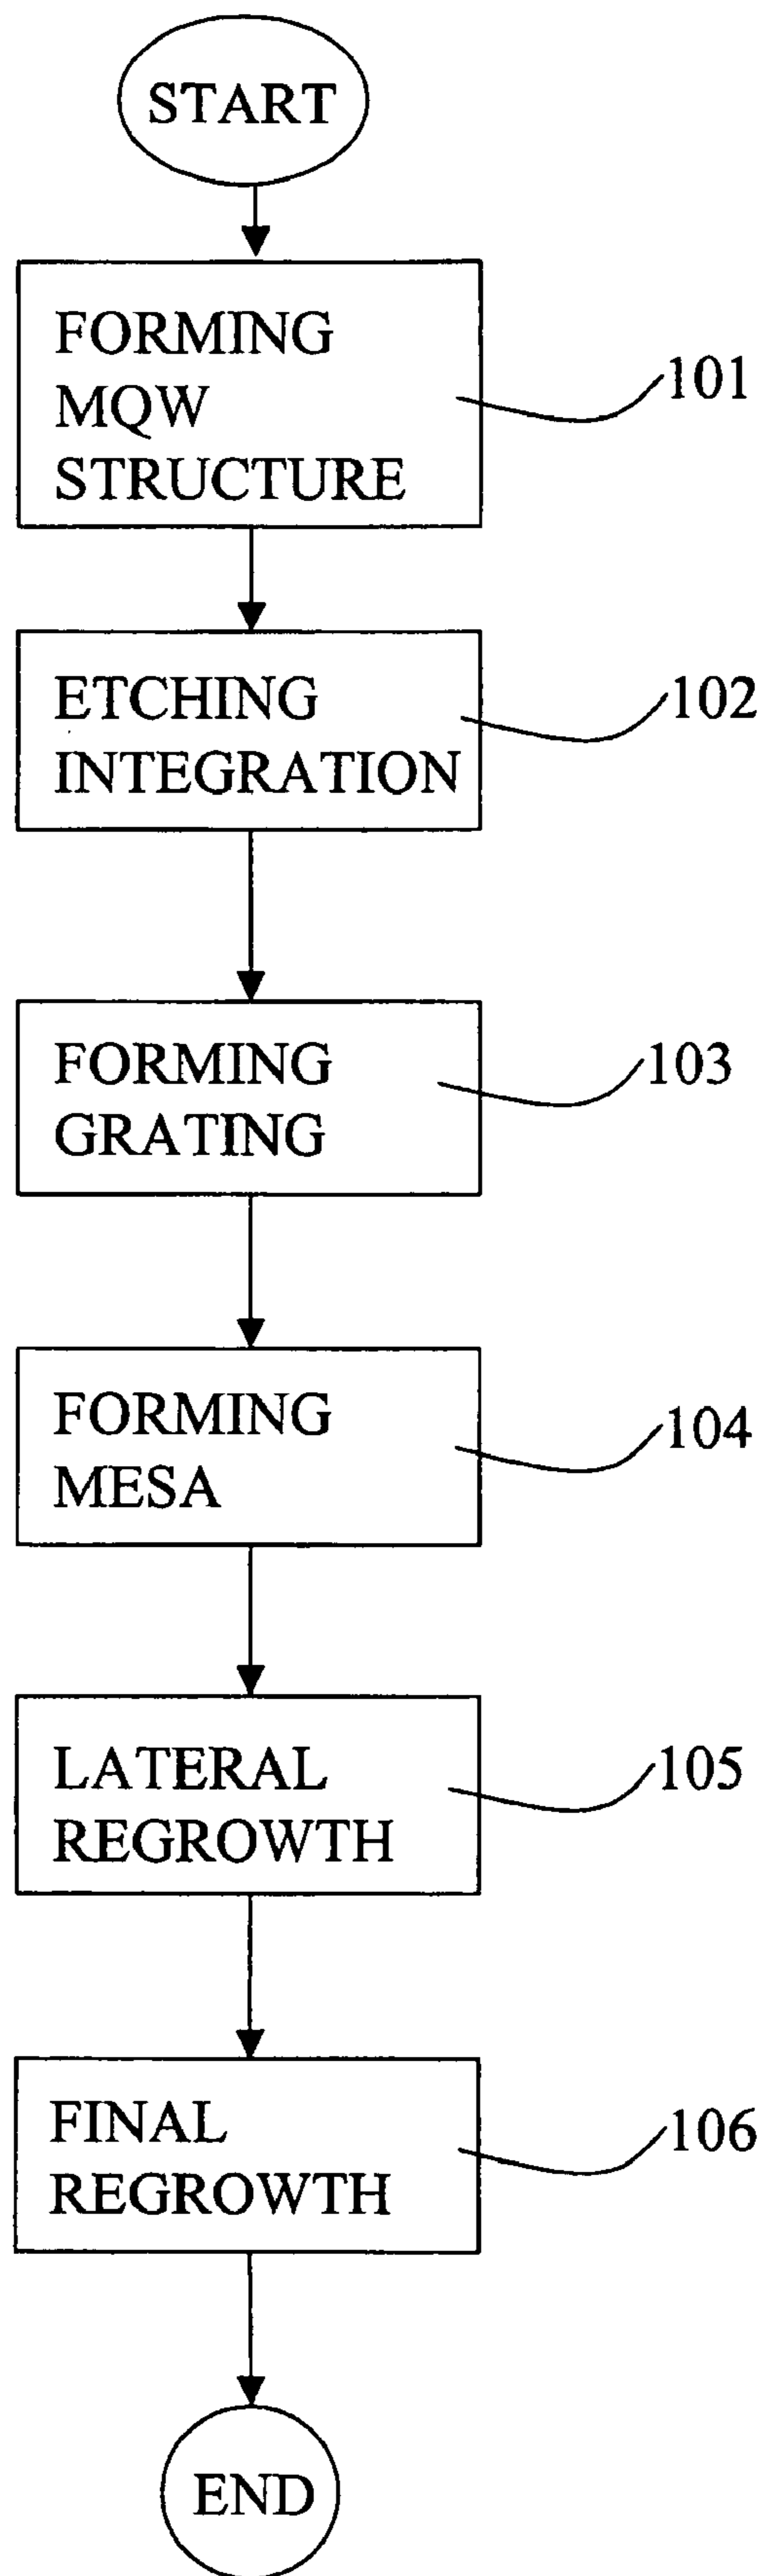 START
FORMING
MQW
STRUCTURE
101
ETCHING
INTEGRATION
102
FORMING
GRATING
103
FORMING
MESA
104
LATERAL
REGROWTH
105
FINAL
REGROWTH
106
END